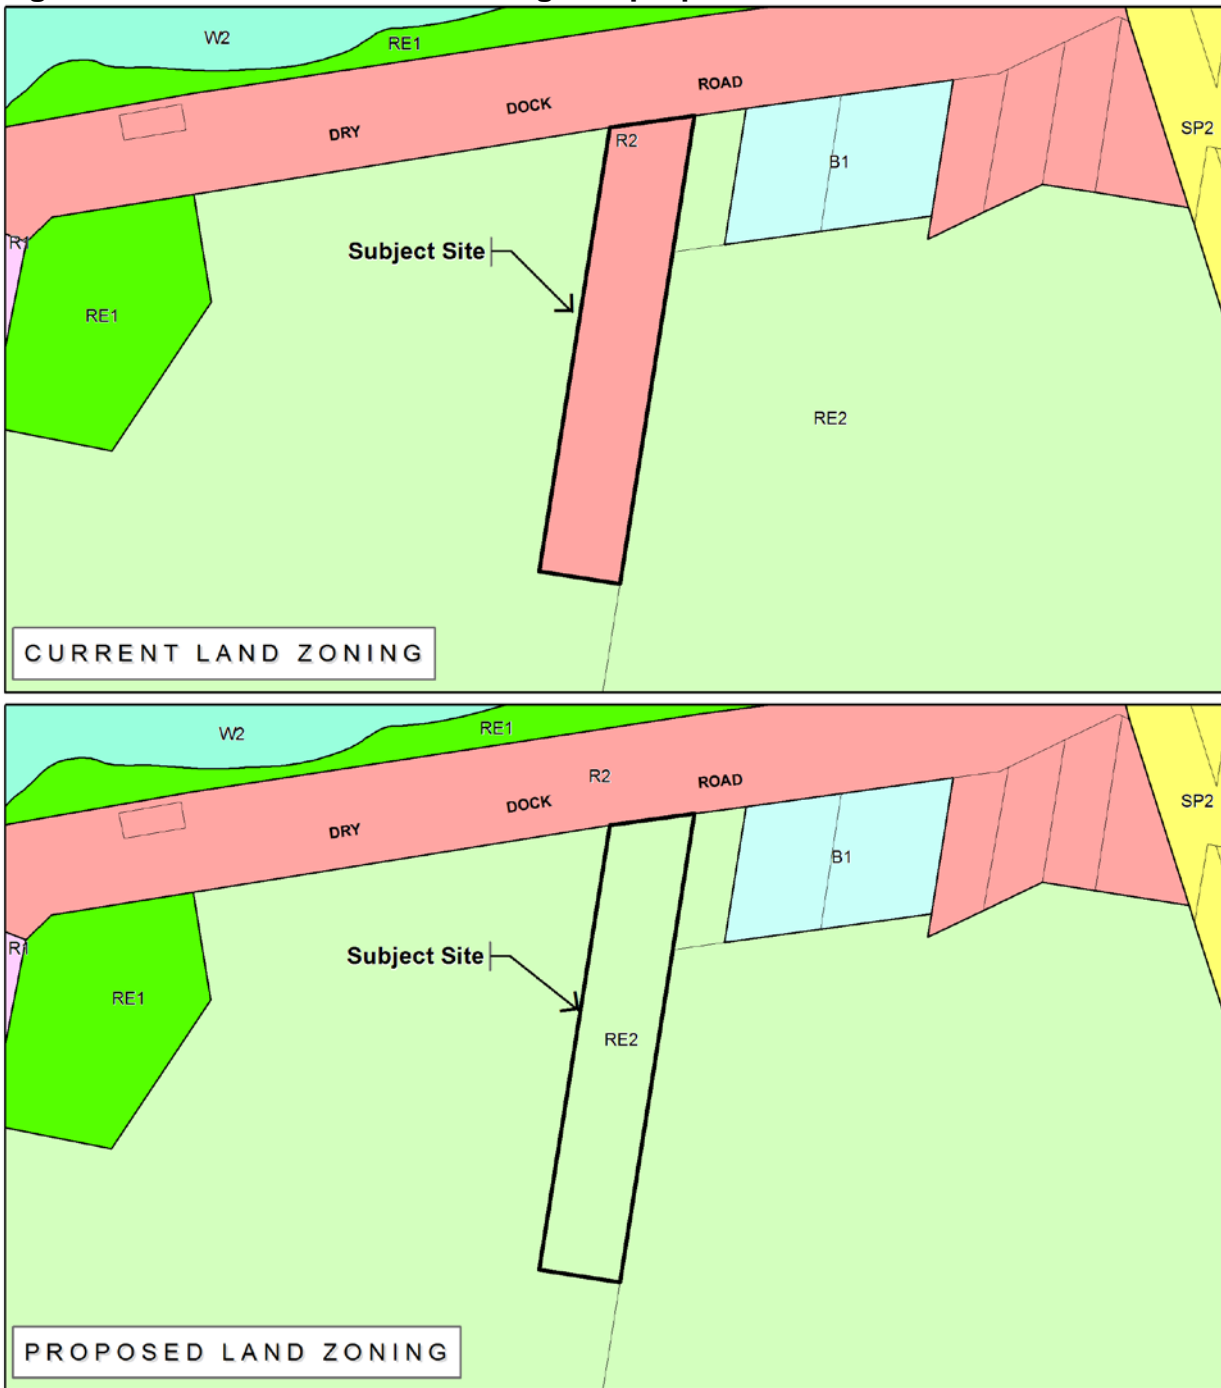 W2
RE1
DRY DOCK ROAD
R2
SP2
B1
R1
Subject Site
RE1
RE2
CURRENT LAND ZONING
W2
RE1
R2
DRY DOCK ROAD
SP2
B1
R1
Subject Site
RE1
RE2
PROPOSED LAND ZONING